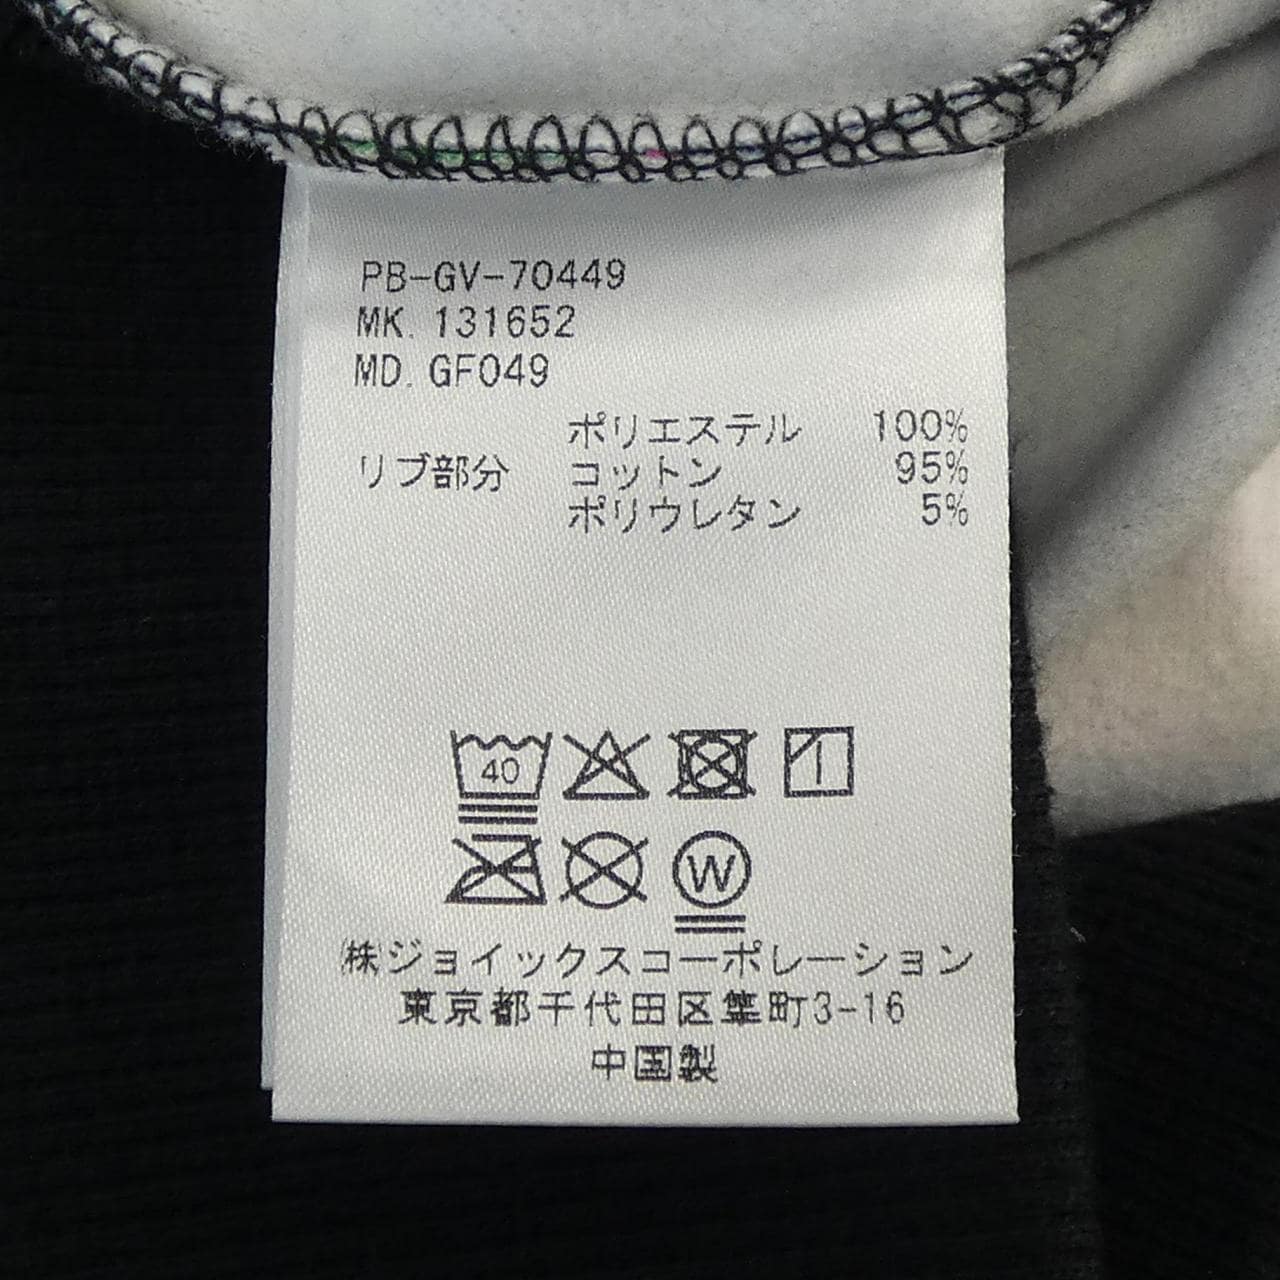 PB-GV-70449
MK. 131652
MD. GF049
ポリエステル 100%
リブ部分 コットン 95%
ポリウレタン 5%
40
W
(株)ジョイックスコーポレーション
東京都千代田区隼町3-16
中国製